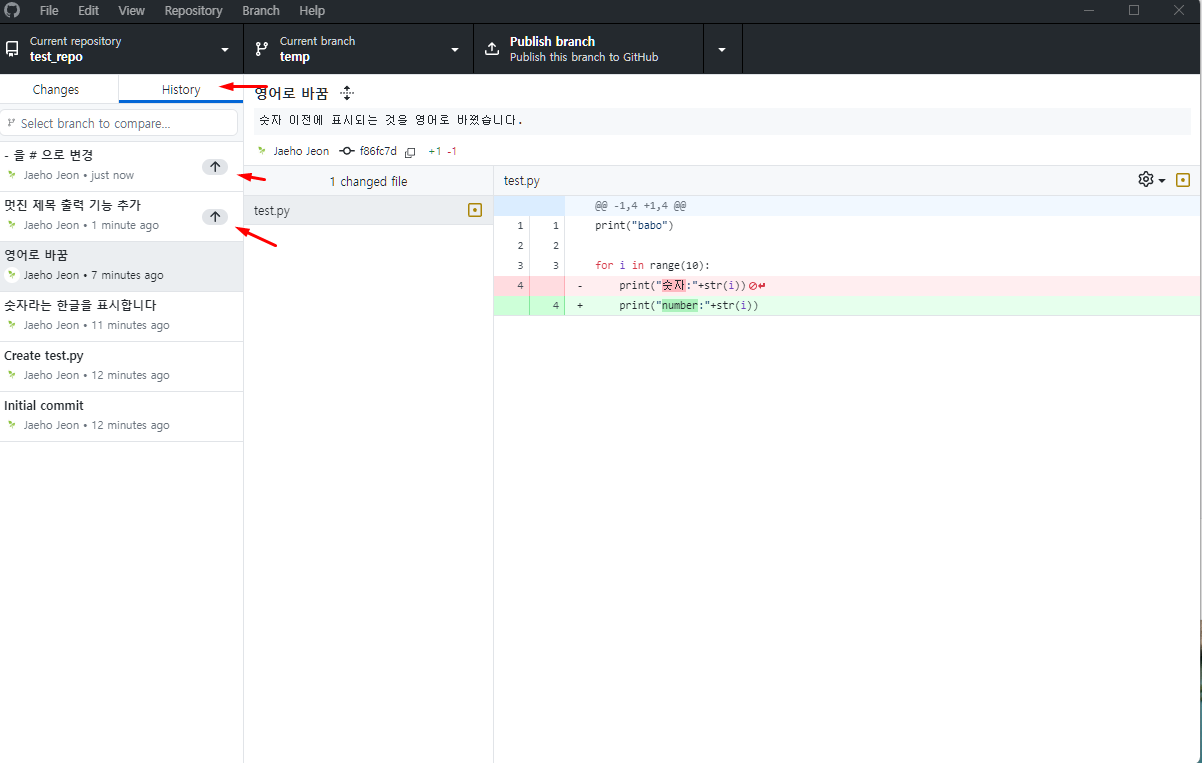 File Edit View Repository Branch Help
Current repository
test_repo
Current branch
temp
Publish branch
Publish this branch to GitHub
Changes
History
Select branch to compare...
- 을 # 으로 변경
Jaeho Jeon • just now
멋진 제목 출력 기능 추가
Jaeho Jeon • 1 minute ago
영어로 바꿈
Jaeho Jeon • 7 minutes ago
숫자라는 한글을 표시합니다
Jaeho Jeon • 11 minutes ago
Create test.py
Jaeho Jeon • 12 minutes ago
Initial commit
Jaeho Jeon • 12 minutes ago
영어로 바꿈
숫자 이전에 표시되는 것을 영어로 바꿨습니다.
Jaeho Jeon f86fc7d +1 -1
1 changed file
test.py
test.py
@@ -1,4 +1,4 @@
1 1 print("babo")
2 2
3 3 for i in range(10):
4 - print("숫자:"+str(i))
4 + print("number:"+str(i))